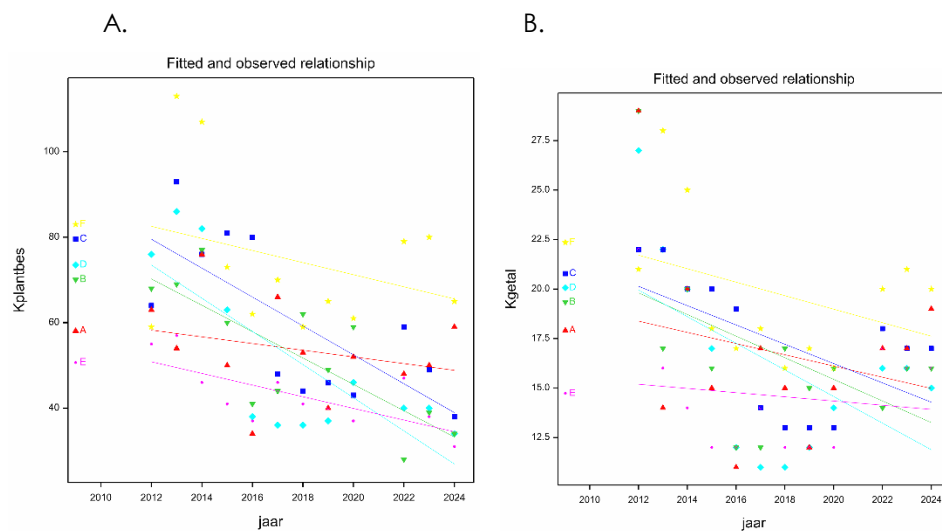 A.
Fitted and observed relationship
Kplantbes
100
80
60
40
F
C
D
B
A
E
2010 2012 2014 2016 2018 2020 2022 2024
jaar
B.
Fitted and observed relationship
Kgetal
27.5
25.0
22.5
20.0
17.5
15.0
12.5
F
C
D
B
A
E
2010 2012 2014 2016 2018 2020 2022 2024
jaar